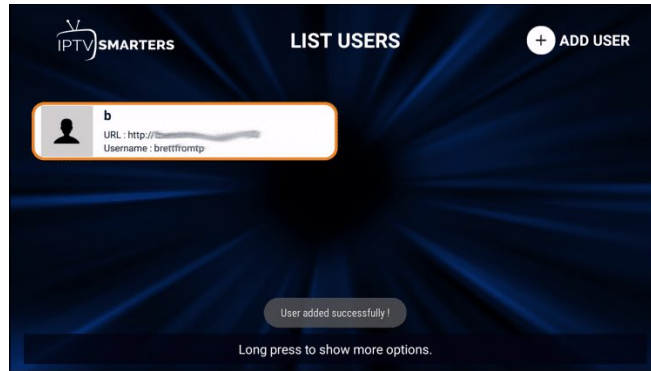 IPTV SMARTERS
LIST USERS
+ ADD USER
b
URL : http://
Username : brettfromtp
User added successfully !
Long press to show more options.